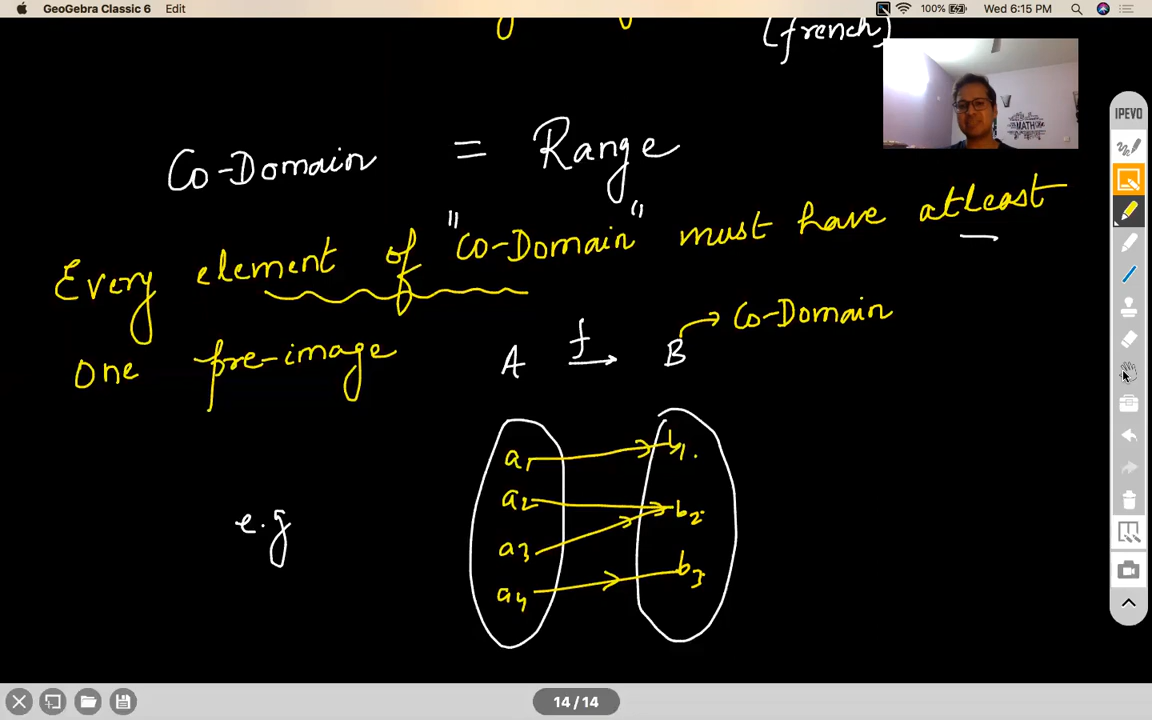 GeoGebra Classic 6 Edit 100% Wed 6:15 PM
(french)
MATH
IPEVO
Co-Domain = Range
Every element of "Co-Domain" must have atleast
one pre-image
A f B Co-Domain
a1 b1.
a2 b2
a3
e.g
a4 b3
14 / 14